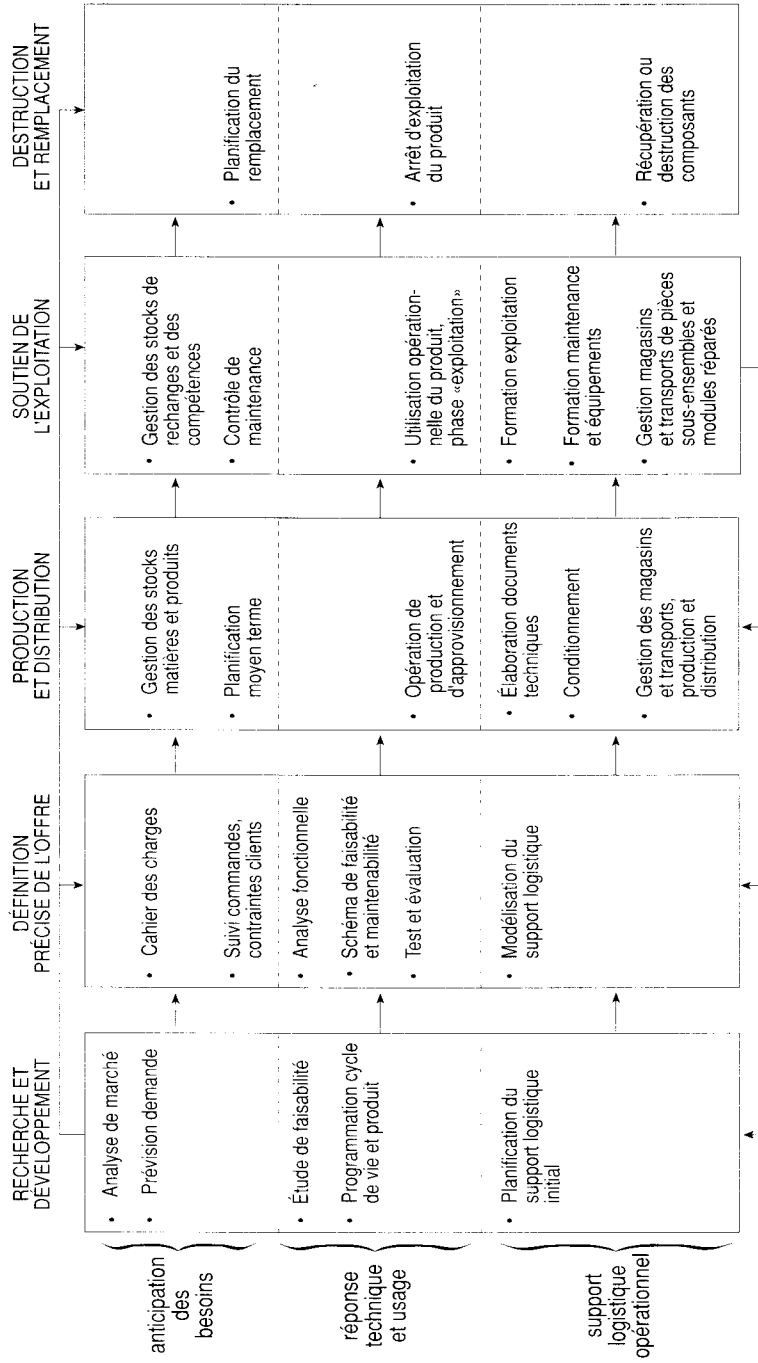 RECHERCHE ET
DÉVELOPPEMENT
DÉFINITION
PRÉCISE DE L'OFFRE
PRODUCTION
ET DISTRIBUTION
SOUTIEN DE
L'EXPLOITATION
DESTRUCTION
ET REMPLACEMENT
anticipation
des
besoins
• Analyse de marché
• Prévision demande
• Cahier des charges
• Suivi commandes,
contraintes clients
• Gestion des stocks
matières et produits
• Planification
moyen terme
• Gestion des stocks de
rechanges et des
compétences
• Contrôle de
maintenance
• Planification du
remplacement
réponse
technique
et usage
• Étude de faisabilité
• Programmation cycle
de vie et produit
• Analyse fonctionnelle
• Schéma de faisabilité
et maintenabilité
• Test et évaluation
• Opération de
production et
d'approvisionnement
• Utilisation opération-
nelle du produit,
phase «exploitation»
• Arrêt d'exploitation
du produit
support
logistique
opérationnel
• Planification du
support logistique
initial
• Modélisation du
support logistique
• Élaboration documents
techniques
• Conditionnement
• Gestion des magasins
et transports,
production et
distribution
• Formation exploitation
• Formation maintenance
et équipements
• Gestion magasins
et transports de pièces
sous-ensembles et
modules réparés
• Récupération ou
destruction des
composants